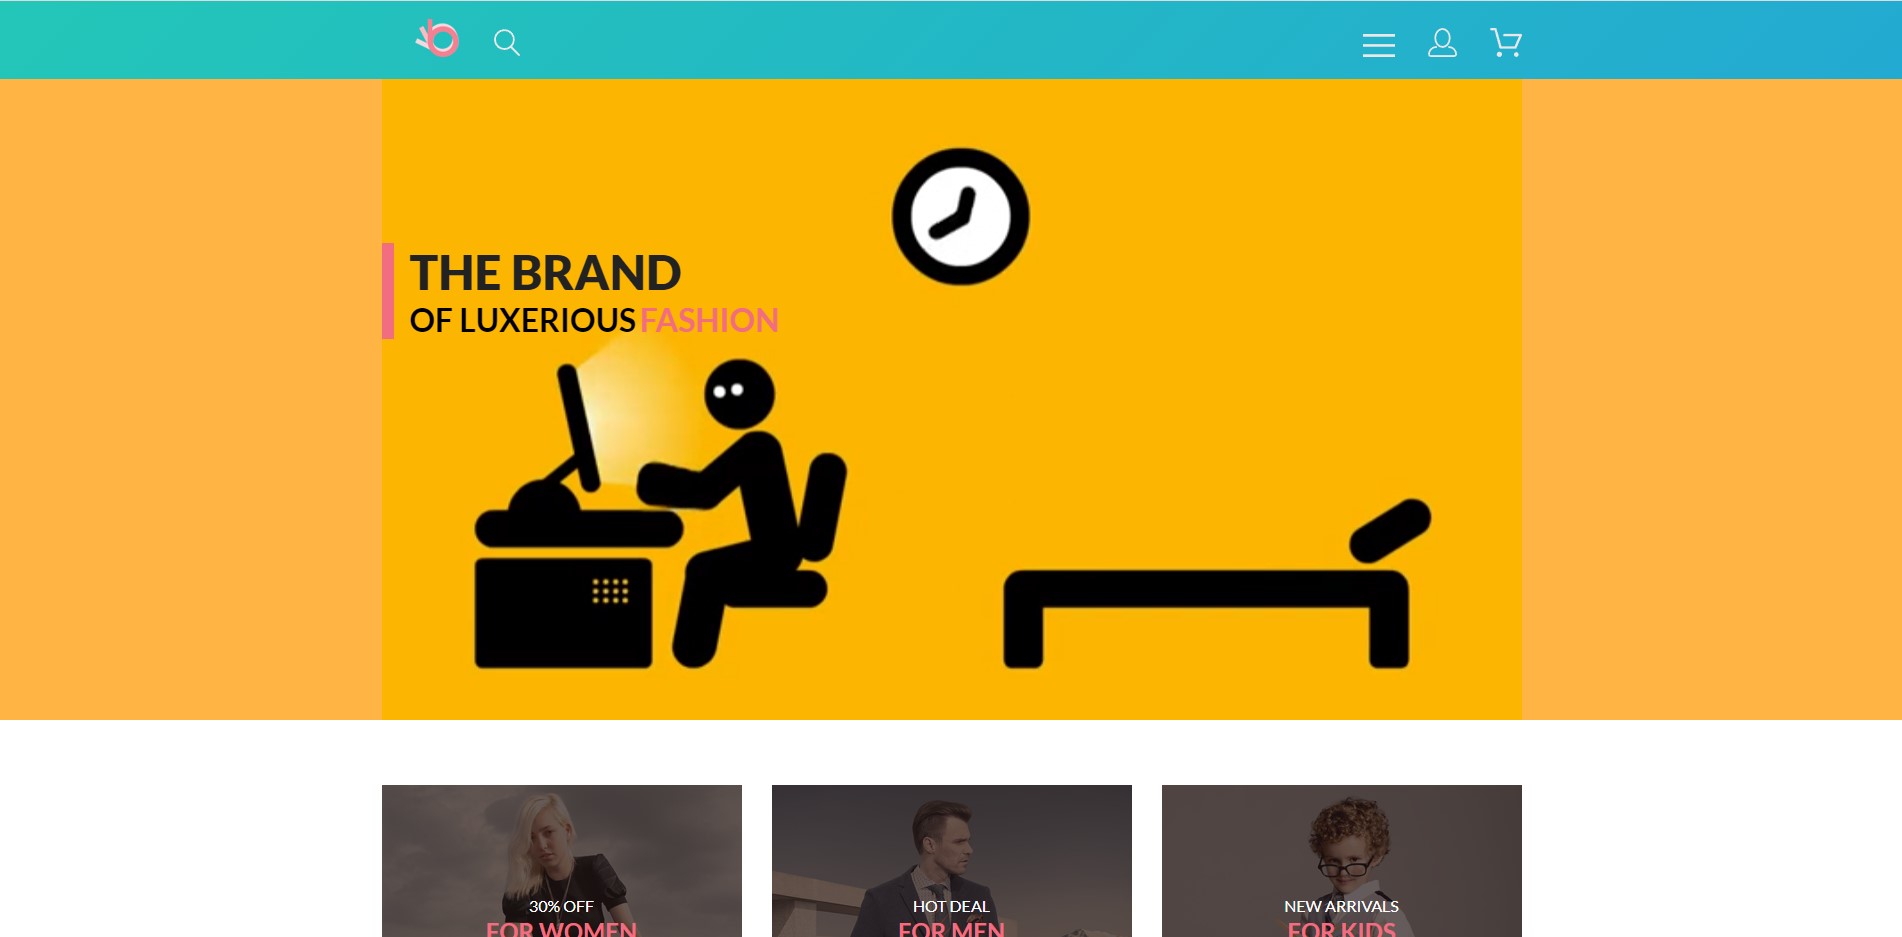 THE BRAND
OF LUXERIOUS FASHION
30% OFF
FOR WOMEN
HOT DEAL
FOR MEN
NEW ARRIVALS
FOR KIDS